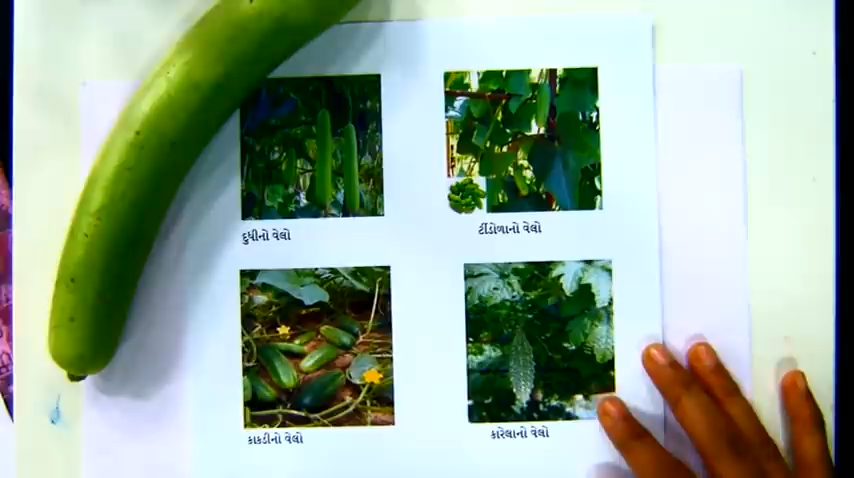 દુધીનો વેલો
ટીંડોળાનો વેલો
કાકડીનો વેલો
કારેલાનો વેલો